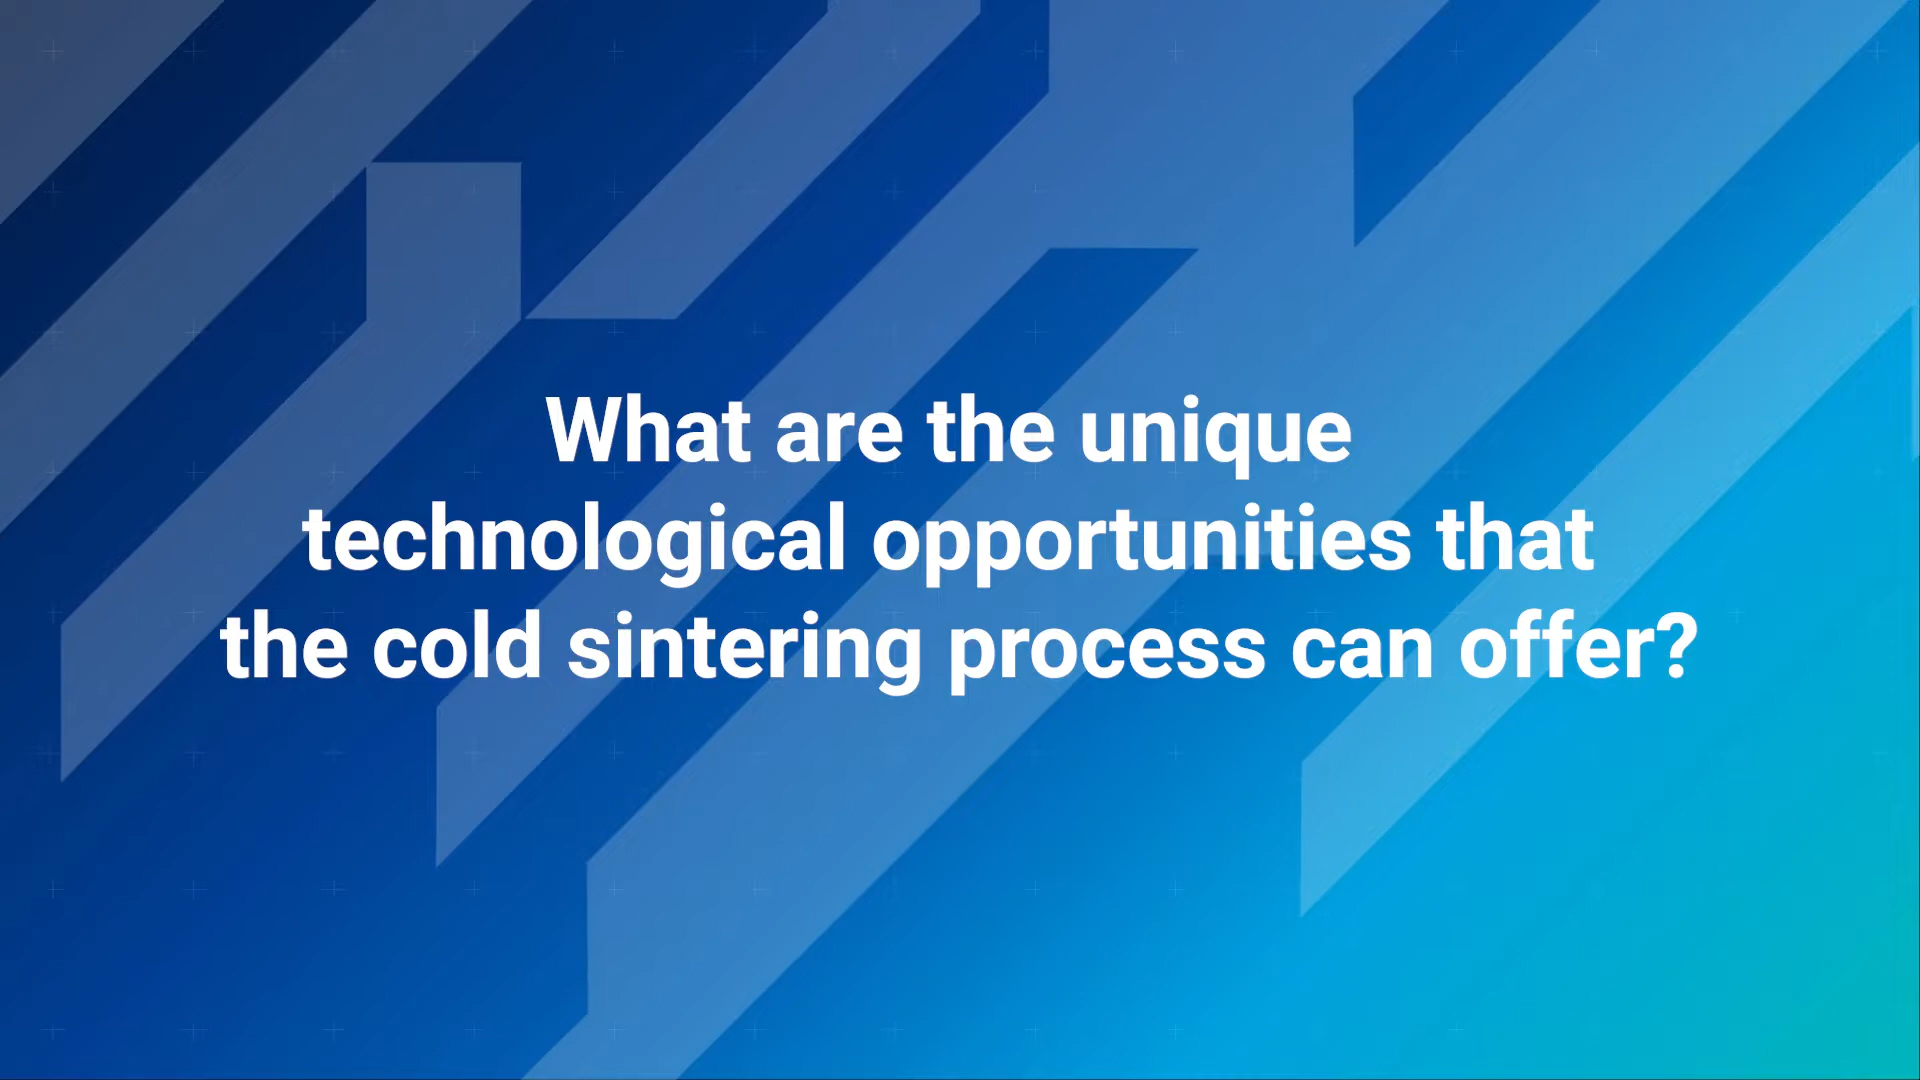 What are the unique
technological opportunities that
the cold sintering process can offer?